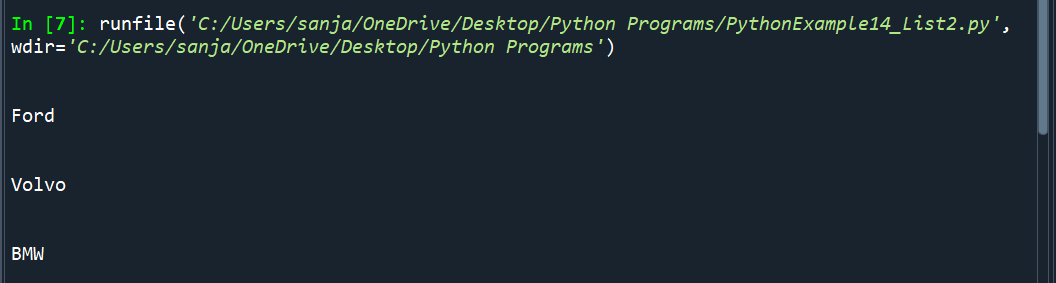 In [7]: runfile('C:/Users/sanja/OneDrive/Desktop/Python Programs/PythonExample14_List2.py',
wdir='C:/Users/sanja/OneDrive/Desktop/Python Programs')
Ford
Volvo
BMW